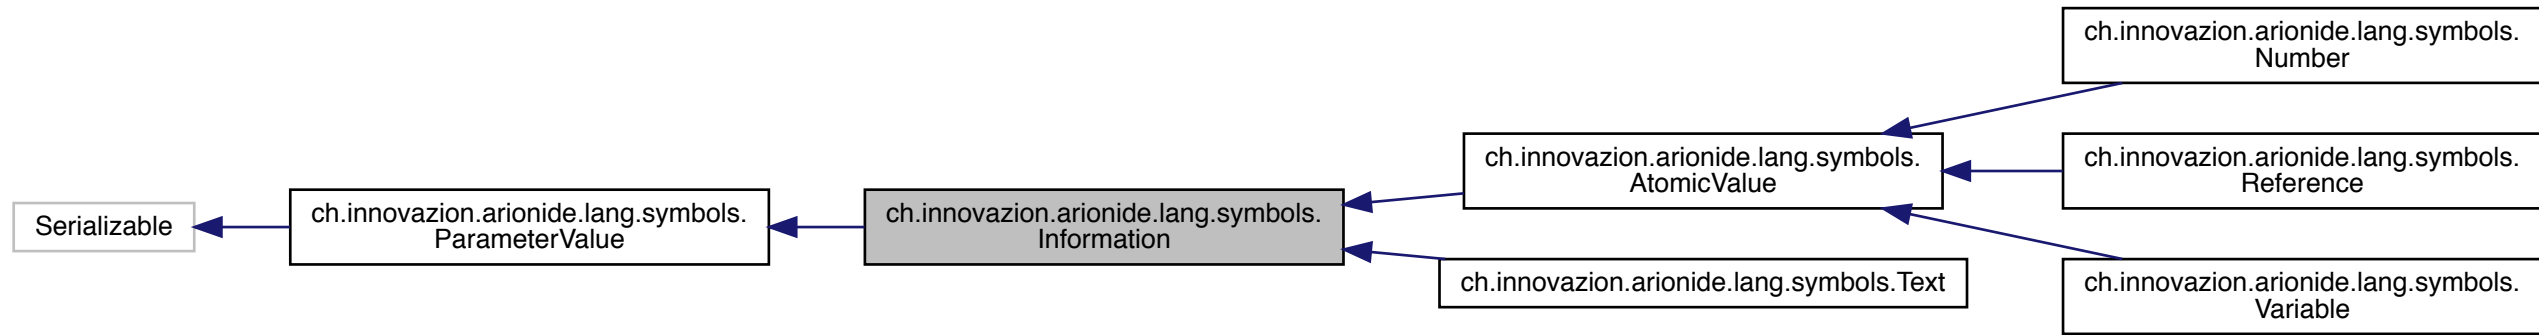 Serializable
ch.innovazion.arionide.lang.symbols.
ParameterValue
ch.innovazion.arionide.lang.symbols.
Information
ch.innovazion.arionide.lang.symbols.
AtomicValue
ch.innovazion.arionide.lang.symbols.Text
ch.innovazion.arionide.lang.symbols.
Number
ch.innovazion.arionide.lang.symbols.
Reference
ch.innovazion.arionide.lang.symbols.
Variable